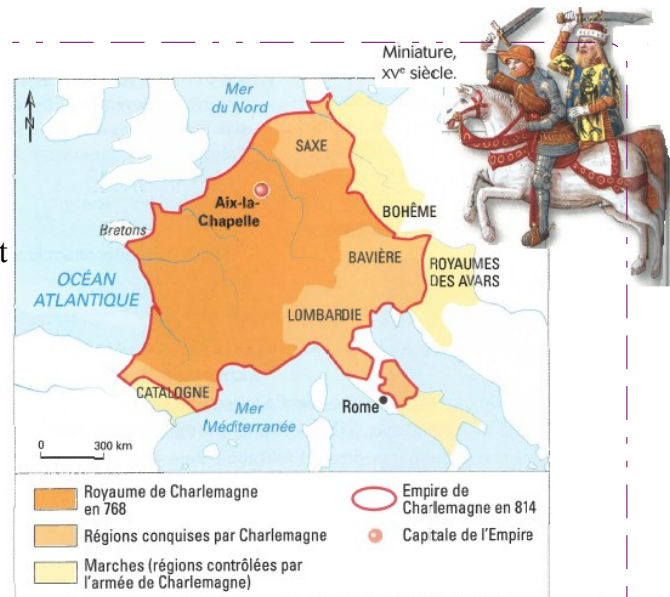 Miniature,
XVᵉ siècle.
Mer
du Nord
N
SAXE
Aix-la-
Chapelle
BOHÊME
Bretons
t
BAVIÈRE
ROYAUMES
DES AVARS
OCÉAN
ATLANTIQUE
LOMBARDIE
CATALOGNE
Mer
Méditerranée
Rome
0 300 km
Royaume de Charlemagne
en 768
Régions conquises par Charlemagne
Marches (régions contrôlées par
l'armée de Charlemagne)
Empire de
Charlemagne en 814
Capitale de l'Empire